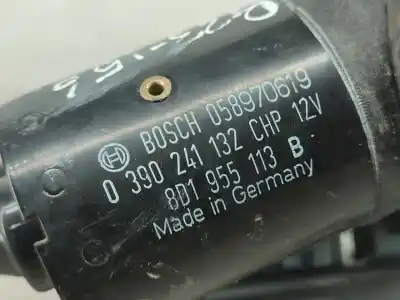 BOSCH 058970619
0 390 241 132 CHP 12V
8D1 955 113 B
Made in Germany